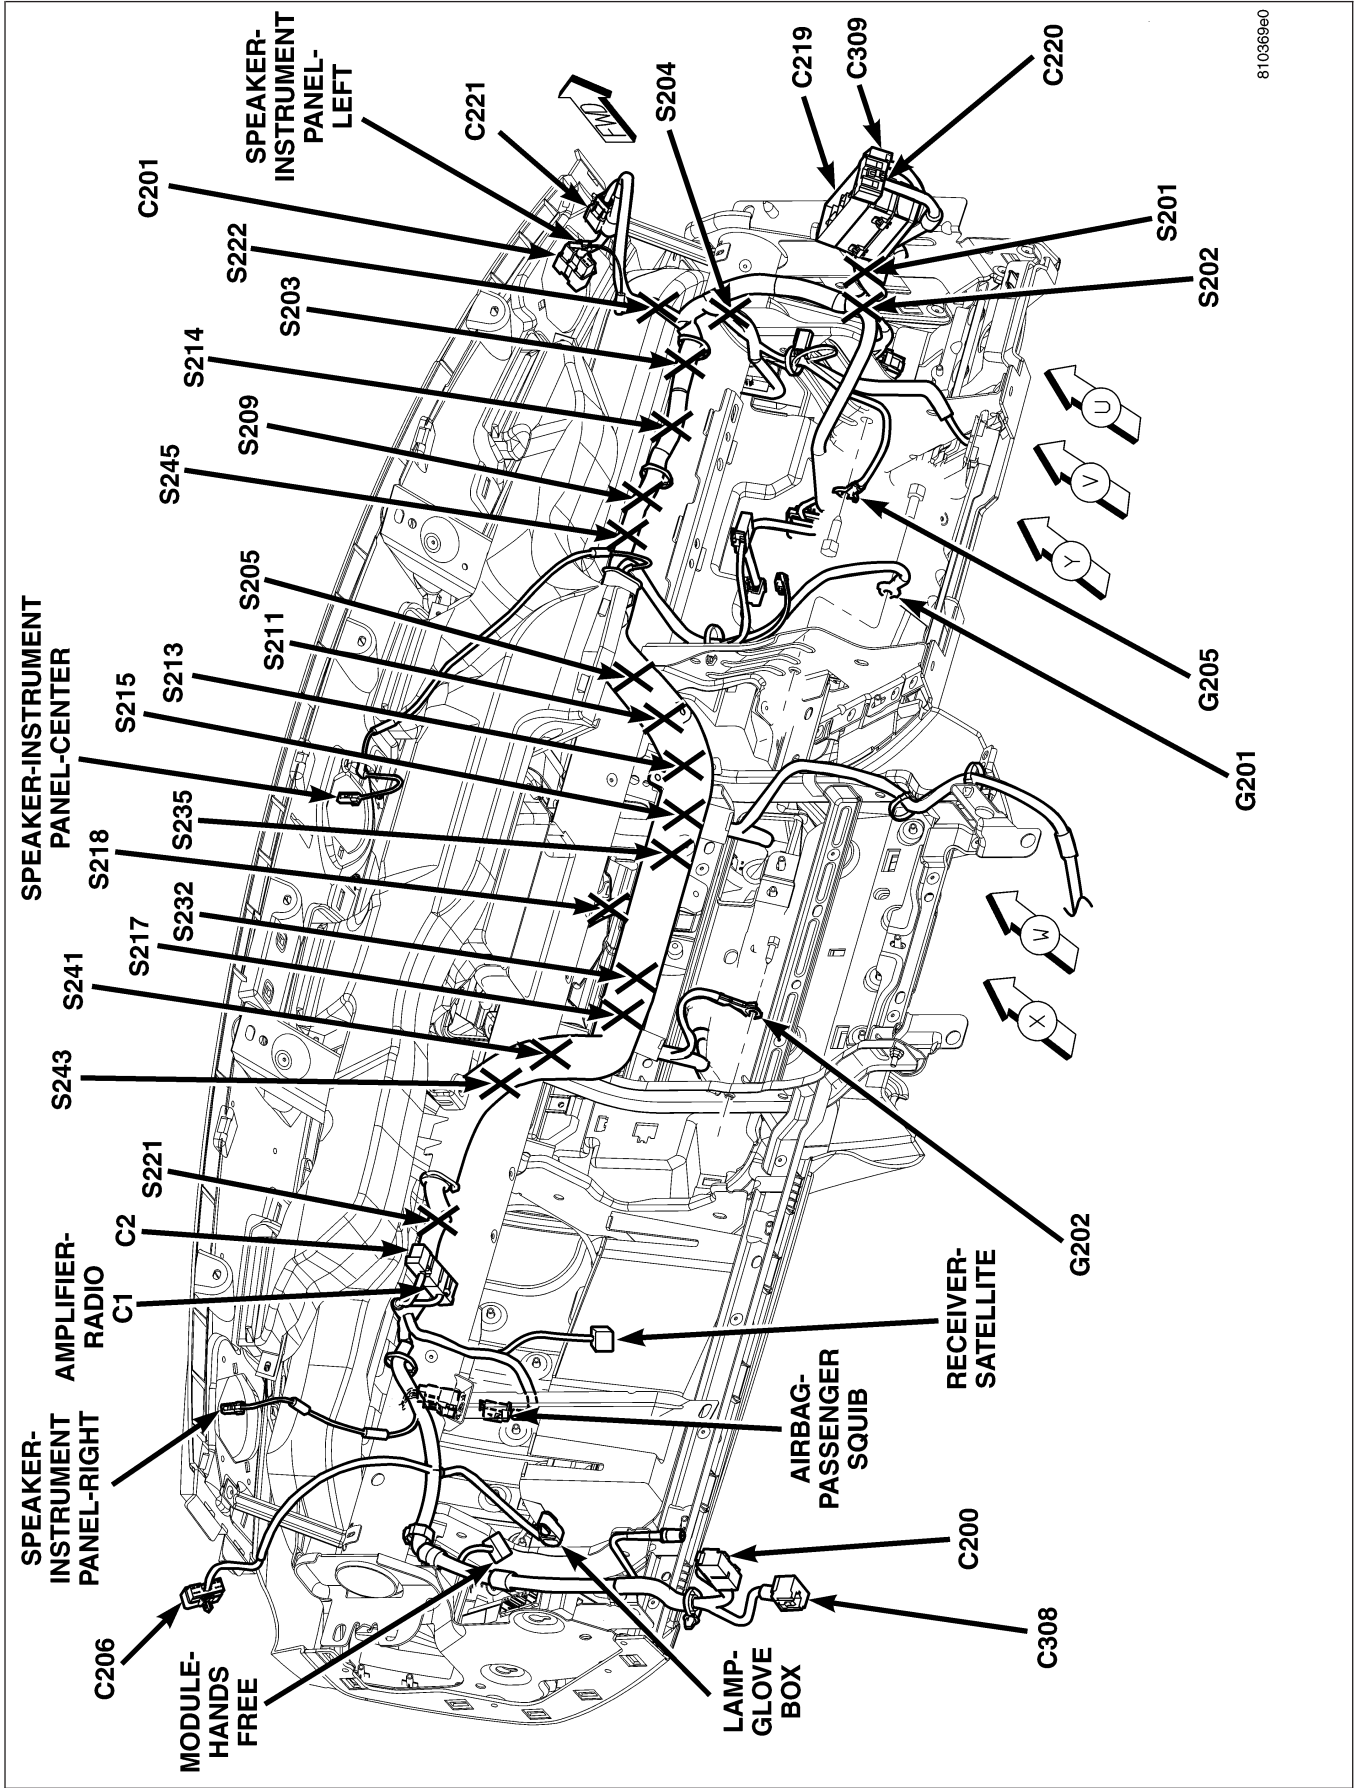 SPEAKER-
INSTRUMENT
PANEL-
LEFT
C201
C221
S222
S203
S214
S209
S245
FWD
S204
C219
C309
C220
S201
S202
U
V
Y
G205
G201
SPEAKER-INSTRUMENT
PANEL-CENTER
S205
S211
S213
S215
S235
S218
S232
S217
S241
S243
W
X
G202
S221
C2
AMPLIFIER-
RADIO
C1
SPEAKER-
INSTRUMENT
PANEL-RIGHT
RECEIVER-
SATELLITE
AIRBAG-
PASSENGER
SQUIB
C206
MODULE-
HANDS
FREE
LAMP-
GLOVE
BOX
C200
C308
810369e0